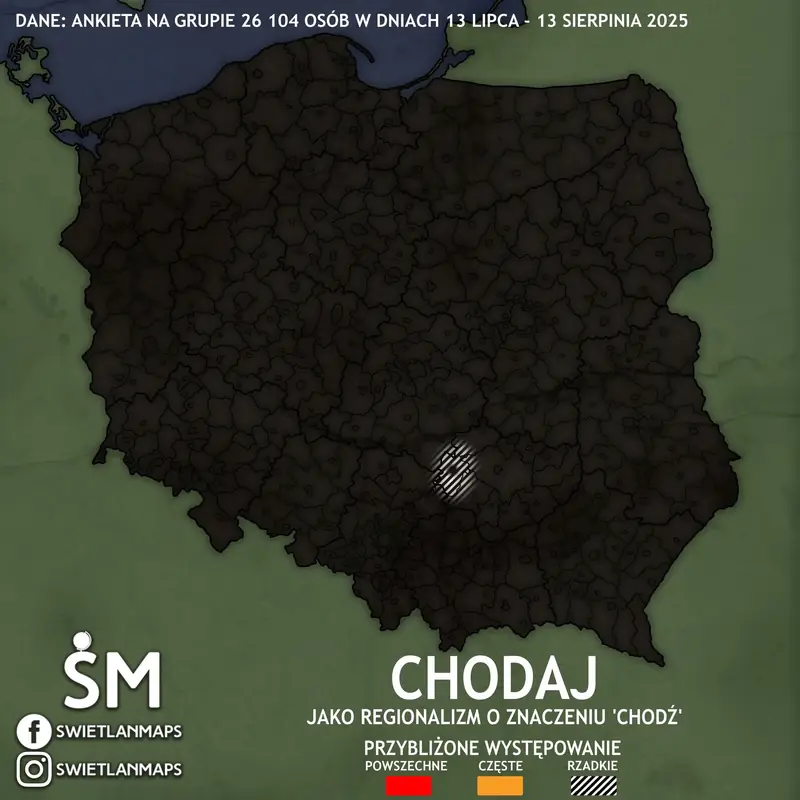 DANE: ANKIETA NA GRUPIE 26 104 OSÓB W DNIACH 13 LIPCA - 13 SIERPINIA 2025
ŚM
SWIETLANMAPS
SWIETLANMAPS
CHODAJ
JAKO REGIONALIZM O ZNACZENIU 'CHODŹ'
PRZYBLIŻONE WYSTĘPOWANIE
POWSZECHNE CZĘSTE RZADKIE